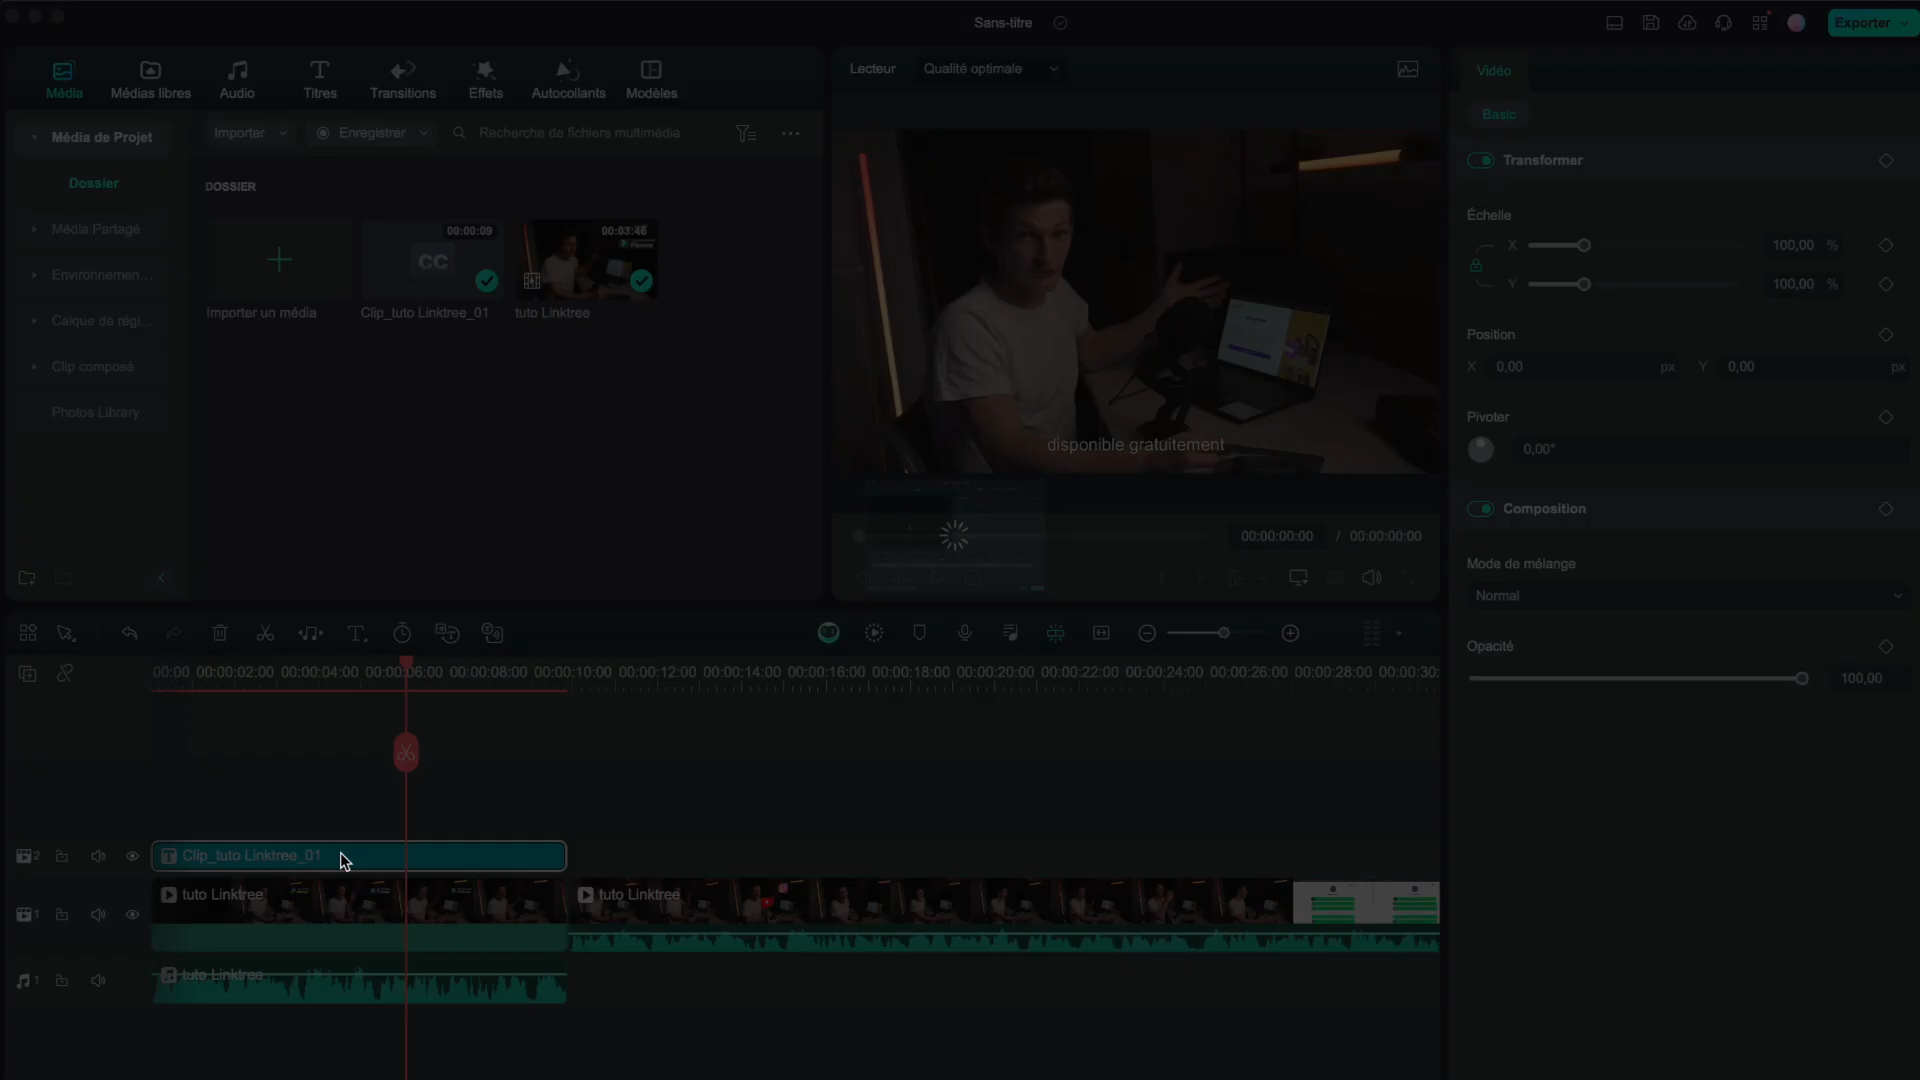 Sans-titre
Exporter
Média
Médias libres
Audio
Titres
Transitions
Effets
Autocollants
Modèles
Lecteur
Qualité optimale
Vidéo
Basic
Média de Projet
Importer
Enregistrer
Recherche de fichiers multimédia
Dossier
DOSSIER
Média Partagé
Environnemen...
Calque de régl...
Clip composé
Photos Library
00:00:09
CC
00:03:46
Importer un média
Clip_tuto Linktree_01
tuto Linktree
disponible gratuitement
00:00:00:00 / 00:00:00:00
Transformer
Échelle
X 100,00 %
Y 100,00 %
Position
X 0,00 px Y 0,00 px
Pivoter
0,00°
Composition
Mode de mélange
Normal
Opacité
100,00
00:00 00:00:02:00 00:00:04:00 00:00:06:00 00:00:08:00 00:00:10:00 00:00:12:00 00:00:14:00 00:00:16:00 00:00:18:00 00:00:20:00 00:00:22:00 00:00:24:00 00:00:26:00 00:00:28:00 00:00:30:
2
Clip_tuto Linktree_01
1
tuto Linktree
tuto Linktree
1
tuto Linktree